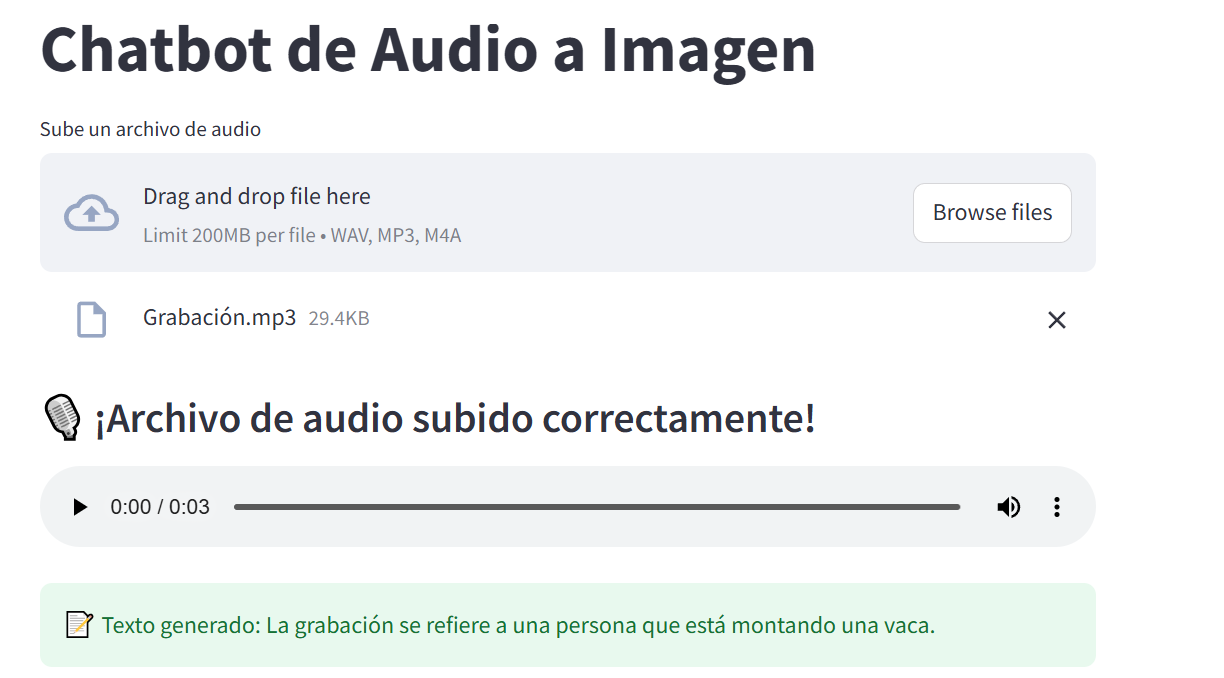 Chatbot de Audio a Imagen
Sube un archivo de audio
Drag and drop file here
Limit 200MB per file • WAV, MP3, M4A
Browse files
Grabación.mp3 29.4KB
¡Archivo de audio subido correctamente!
0:00 / 0:03
Texto generado: La grabación se refiere a una persona que está montando una vaca.